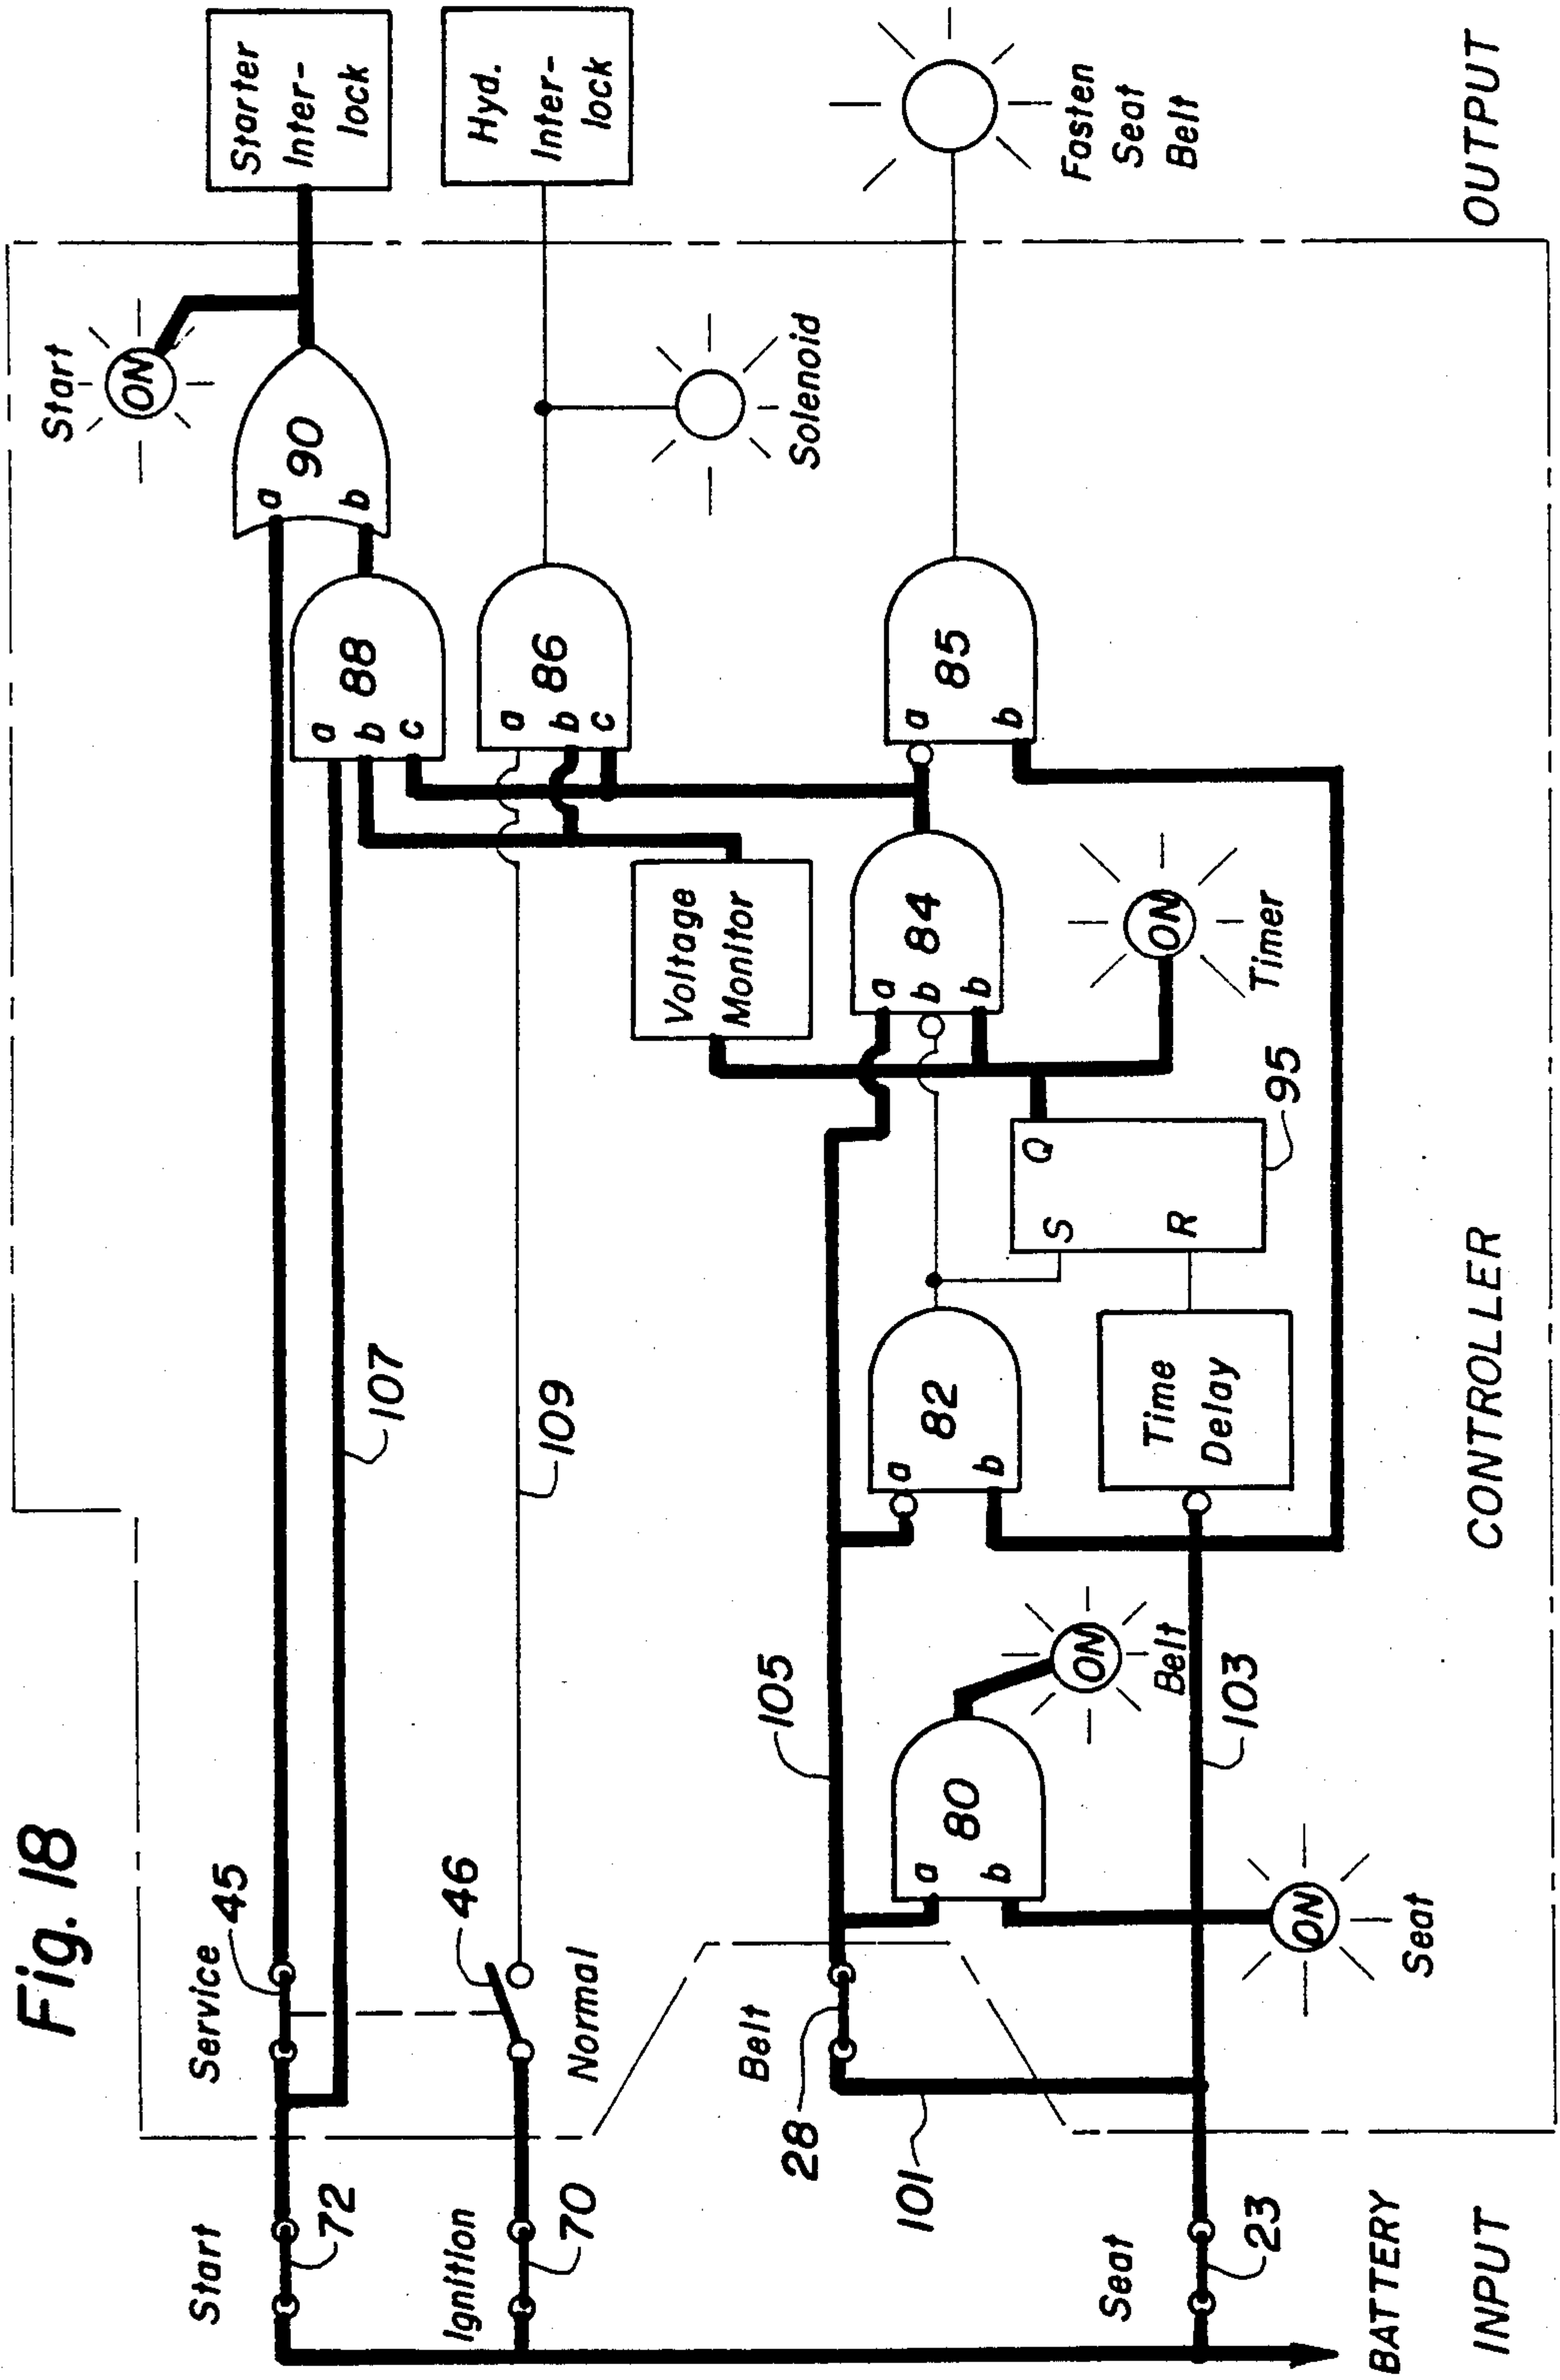 Fig. 18
Start
72
Service
45
107
Ignition
70
46
Normal
109
Belt
28
101
105
Seat
23
103
BATTERY
INPUT
a
b
80
ON
Belt
ON
Seat
a
b
82
Time
Delay
S
R
Q
95
a
b
b
84
ON
Timer
Voltage
Monitor
a
b
c
88
a
b
c
86
a
b
85
a
b
90
Start
ON
Solenoid
CONTROLLER
Starter
Inter-
lock
Hyd.
Inter-
lock
Fasten
Seat
Belt
OUTPUT